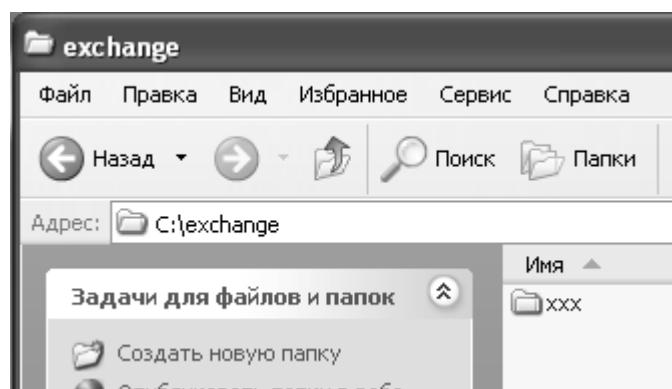 exchange
Файл Правка Вид Избранное Сервис Справка
Назад Поиск Папки
Адрес: C:\exchange
Имя
Задачи для файлов и папок
xxx
Создать новую папку